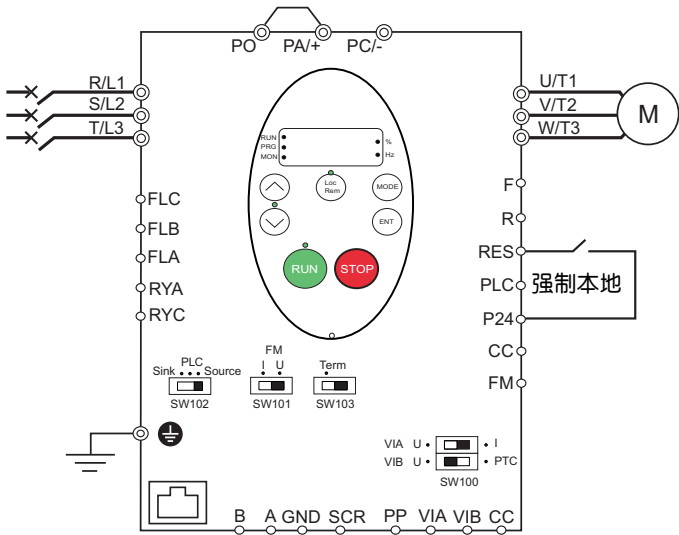 PO PA/+ PC/-
R/L1
S/L2
T/L3
U/T1
V/T2
W/T3
M
RUN
PRG
MON
%
Hz
Loc
Rem
MODE
ENT
RUN
STOP
FLC
FLB
FLA
RYA
RYC
F
R
RES
PLC
P24
CC
FM
强制本地
PLC
Sink Source
SW102
FM
I U
SW101
Term
SW103
VIA U I
VIB U PTC
SW100
B A GND SCR PP VIA VIB CC